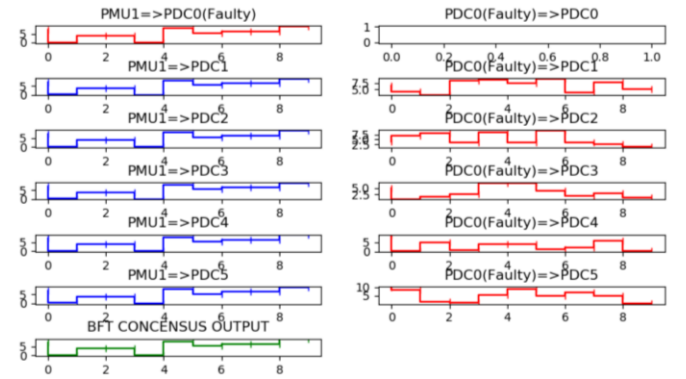 PMU1=>PDC0(Faulty)
5
0
PDC0(Faulty)=>PDC0
1
0
0 2 4 6 8
0.0 0.2 0.4 0.6 0.8 1.0
PMU1=>PDC1
5
0
PDC0(Faulty)=>PDC1
7.5
5.0
0 2 4 6 8
0 2 4 6 8
PMU1=>PDC2
5
0
PDC0(Faulty)=>PDC2
7.5
2.5
0 2 4 6 8
0 2 4 6 8
PMU1=>PDC3
5
0
PDC0(Faulty)=>PDC3
5.0
2.5
0 2 4 6 8
0 2 4 6 8
PMU1=>PDC4
5
0
PDC0(Faulty)=>PDC4
5
0
0 2 4 6 8
0 2 4 6 8
PMU1=>PDC5
5
0
PDC0(Faulty)=>PDC5
10
5
0 2 4 6 8
0 2 4 6 8
BFT CONCENSUS OUTPUT
5
0
0 2 4 6 8